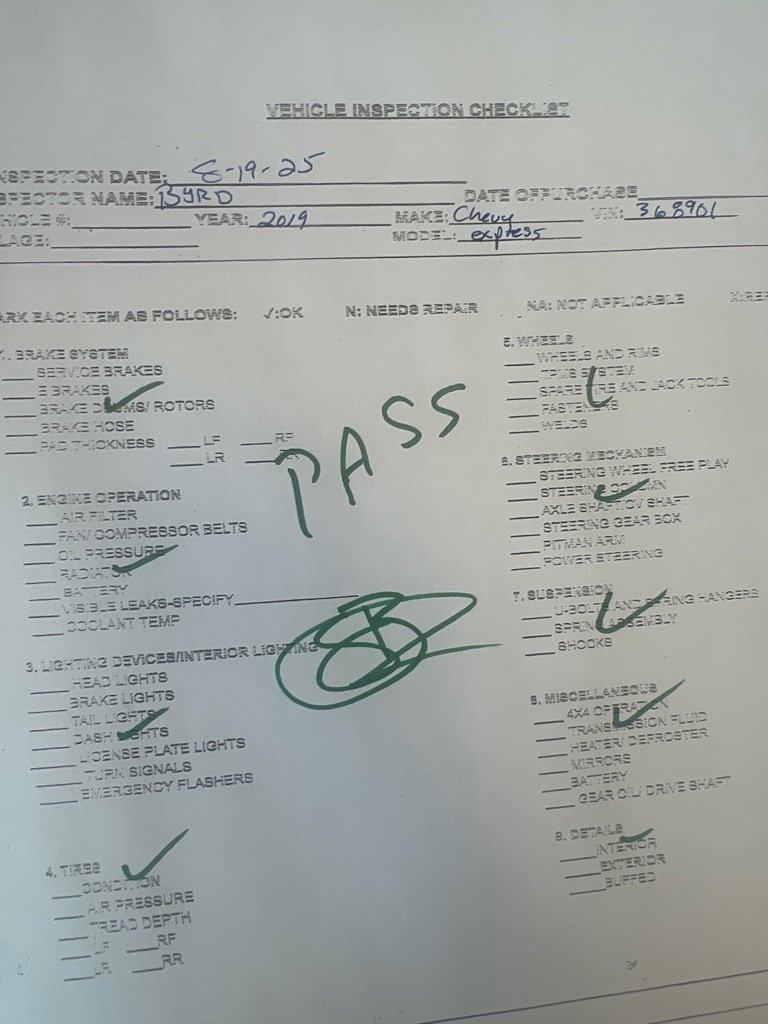 VEHICLE INSPECTION CHECKLIST
NSPECTION DATE: 8-19-25
SPECTOR NAME: BYRD DATE OF PURCHASE
HICLE #: YEAR: 2019 MAKE: Chevy VIN: 368901
LAGE: MODEL: express
ARK EACH ITEM AS FOLLOWS: ✓:OK N: NEEDS REPAIR NA: NOT APPLICABLE
1. BRAKE SYSTEM
SERVICE BRAKES
E BRAKES
BRAKE DRUMS/ ROTORS
BRAKE HOSE
PAD THICKNESS LF RF
LR RR
2. ENGINE OPERATION
AIR FILTER
FAN/ COMPRESSOR BELTS
OIL PRESSURE
RADIATOR
BATTERY
VISIBLE LEAKS-SPECIFY
COOLANT TEMP
3. LIGHTING DEVICES/INTERIOR LIGHTING
HEAD LIGHTS
BRAKE LIGHTS
TAIL LIGHTS
DASH LIGHTS
LICENSE PLATE LIGHTS
TURN SIGNALS
EMERGENCY FLASHERS
4. TIRES
CONDITION
AIR PRESSURE
TREAD DEPTH
LF RF
LR RR
PASS
5. WHEELS
WHEELS AND RIMS
TPMS SYSTEM
SPARE TIRE AND JACK TOOLS
FASTENERS
WELDS
6. STEERING MECHANISM
STEERING WHEEL FREE PLAY
STEERING COLUMN
AXLE SHAFT/CV SHAFT
STEERING GEAR BOX
PITMAN ARM
POWER STEERING
7. SUSPENSION
U-BOLTS AND SPRING HANGERS
SPRING ASSEMBLY
SHOCKS
8. MISCELLANEOUS
4X4 OPERATION
TRANSMISSION FLUID
HEATER/ DEFROSTER
MIRRORS
BATTERY
GEAR OIL/ DRIVE SHAFT
9. DETAILS
INTERIOR
EXTERIOR
BUFFED